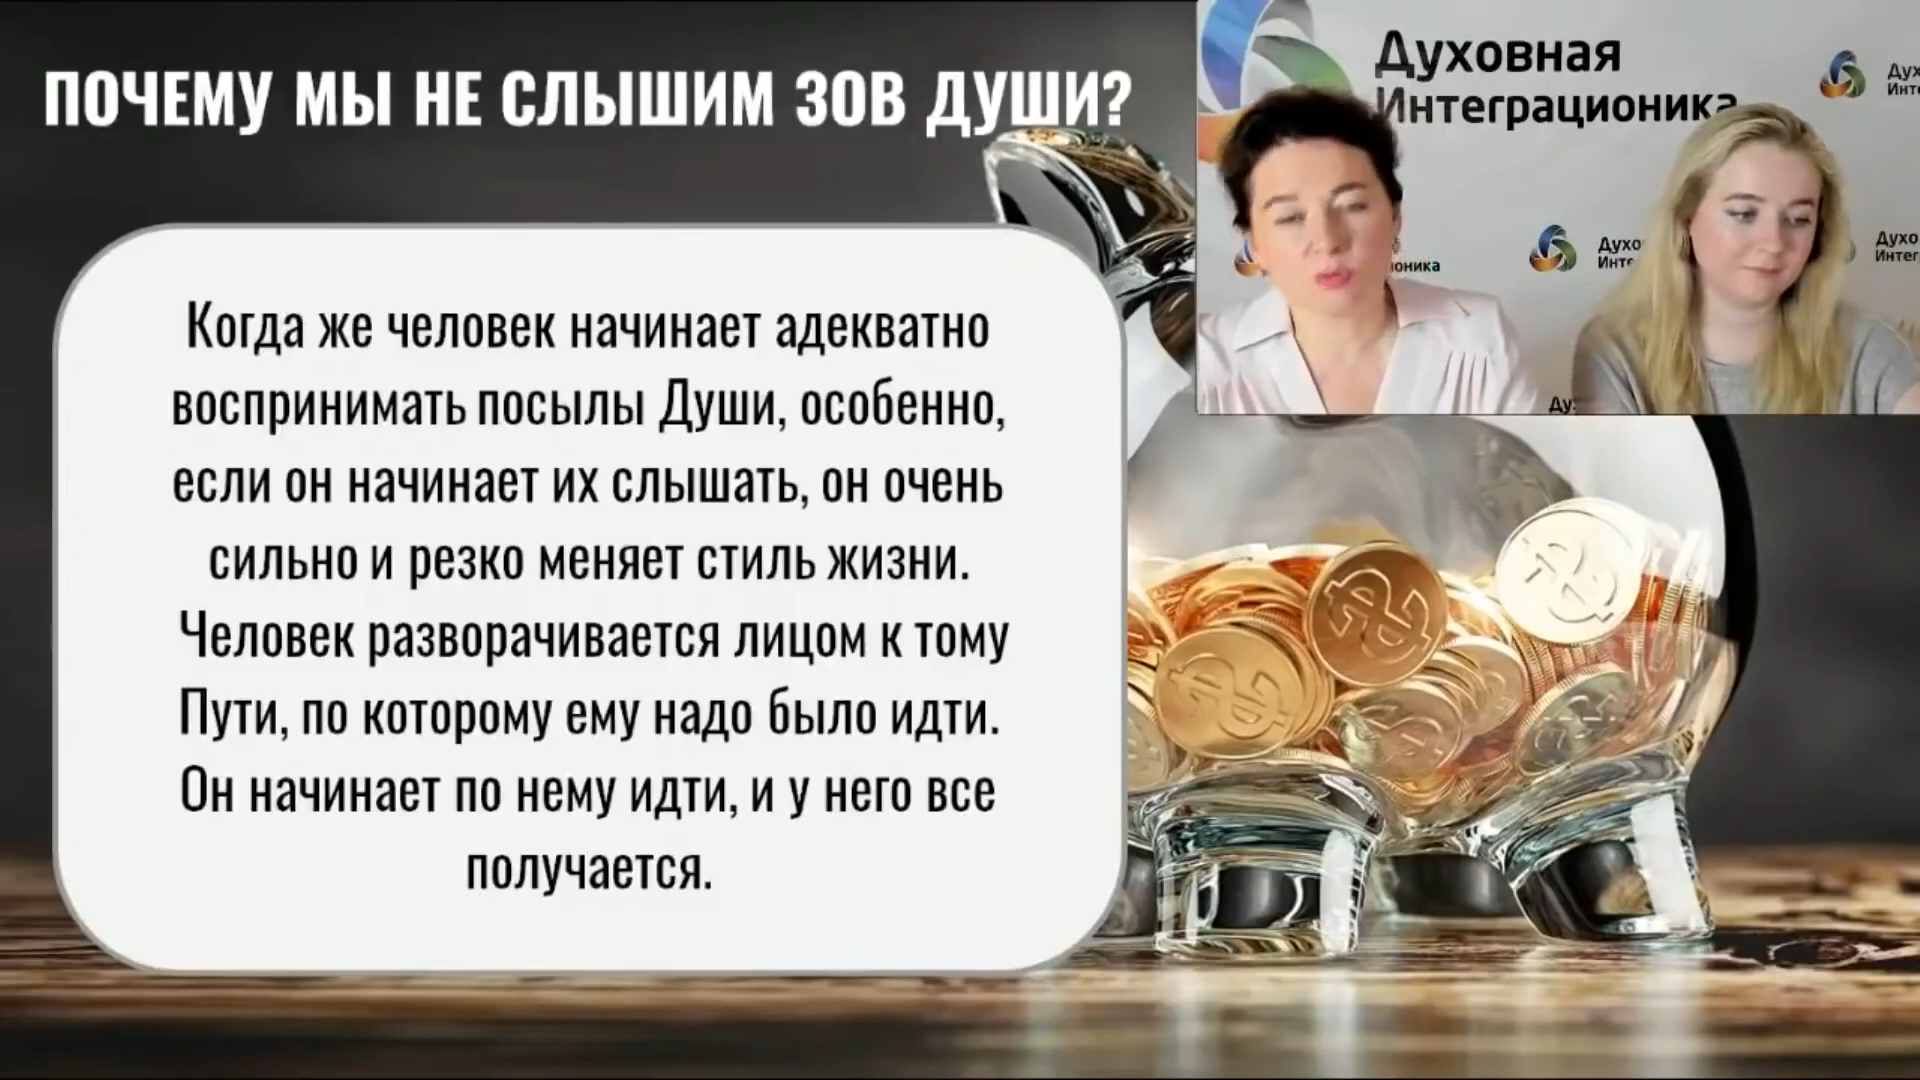 ПОЧЕМУ МЫ НЕ СЛЫШИМ ЗОВ ДУШИ?
Когда же человек начинает адекватно
воспринимать посылы Души, особенно,
если он начинает их слышать, он очень
сильно и резко меняет стиль жизни.
Человек разворачивается лицом к тому
Пути, по которому ему надо было идти.
Он начинает по нему идти, и у него все
получается.
Духовная
Интеграционика